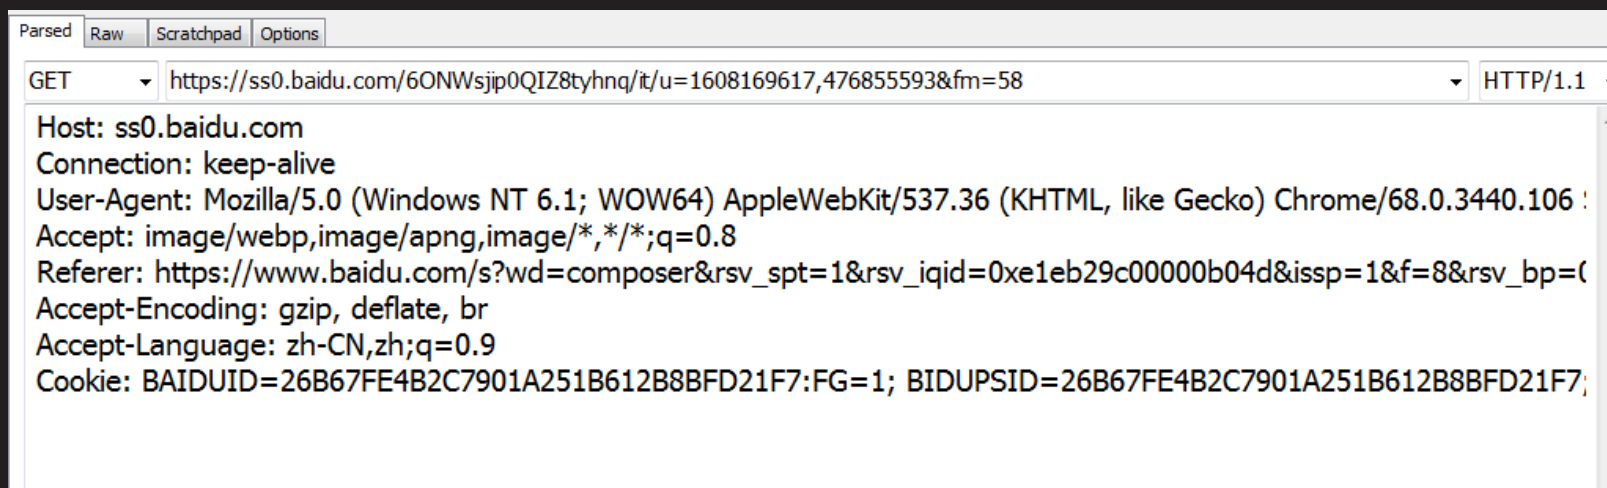 Parsed Raw Scratchpad Options
GET https://ss0.baidu.com/6ONWsjip0QIZ8tyhnq/it/u=1608169617,476855593&fm=58 HTTP/1.1
Host: ss0.baidu.com
Connection: keep-alive
User-Agent: Mozilla/5.0 (Windows NT 6.1; WOW64) AppleWebKit/537.36 (KHTML, like Gecko) Chrome/68.0.3440.106
Accept: image/webp,image/apng,image/*,*/*;q=0.8
Referer: https://www.baidu.com/s?wd=composer&rsv_spt=1&rsv_iqid=0xe1eb29c00000b04d&issp=1&f=8&rsv_bp=
Accept-Encoding: gzip, deflate, br
Accept-Language: zh-CN,zh;q=0.9
Cookie: BAIDUID=26B67FE4B2C7901A251B612B8BFD21F7:FG=1; BIDUPSID=26B67FE4B2C7901A251B612B8BFD21F7;